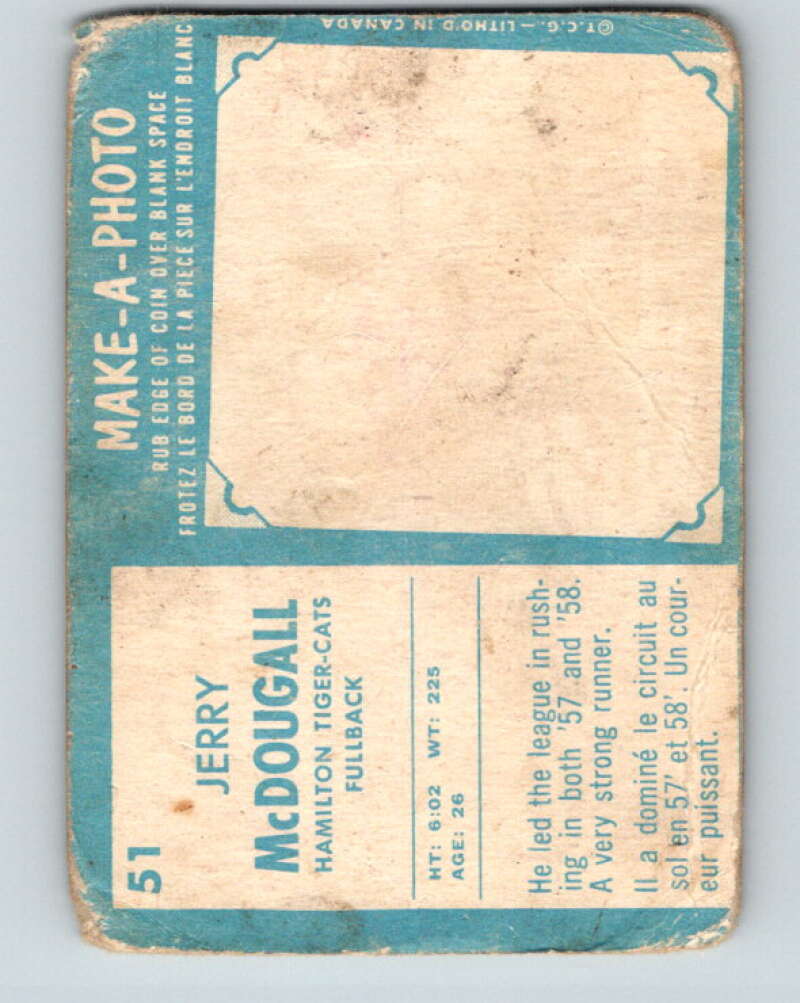 51
JERRY
McDOUGALL
HAMILTON TIGER-CATS
FULLBACK
HT: 6:02 WT: 225
AGE: 26
He led the league in rush-
ing in both '57 and '58.
A very strong runner.
Il a dominé le circuit au
sol en 57' et 58'. Un cour-
eur puissant.
MAKE-A-PHOTO
RUB EDGE OF COIN OVER BLANK SPACE
FROTEZ LE BORD DE LA PIECE SUR L'ENDROIT BLANC
©T.C.G.—LITHO'D IN CANADA